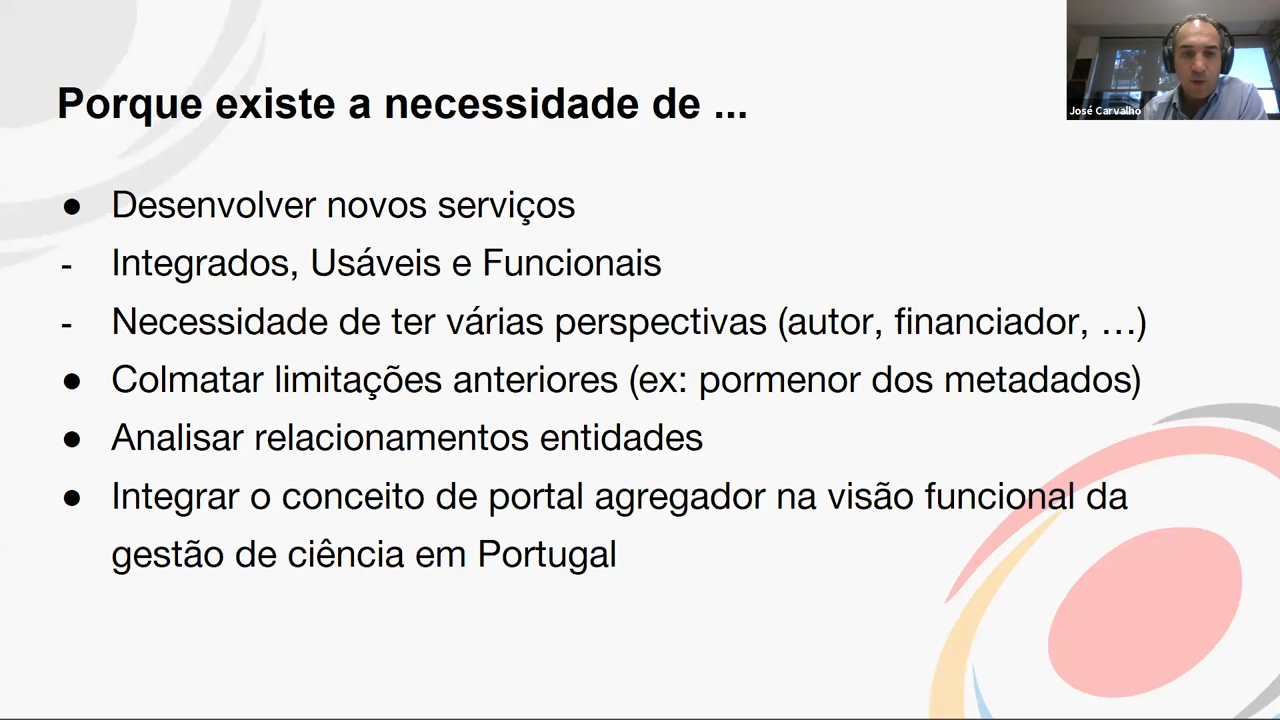 Porque existe a necessidade de ...
José Carvalho
● Desenvolver novos serviços
- Integrados, Usáveis e Funcionais
- Necessidade de ter várias perspectivas (autor, financiador, …)
● Colmatar limitações anteriores (ex: pormenor dos metadados)
● Analisar relacionamentos entidades
● Integrar o conceito de portal agregador na visão funcional da
gestão de ciência em Portugal